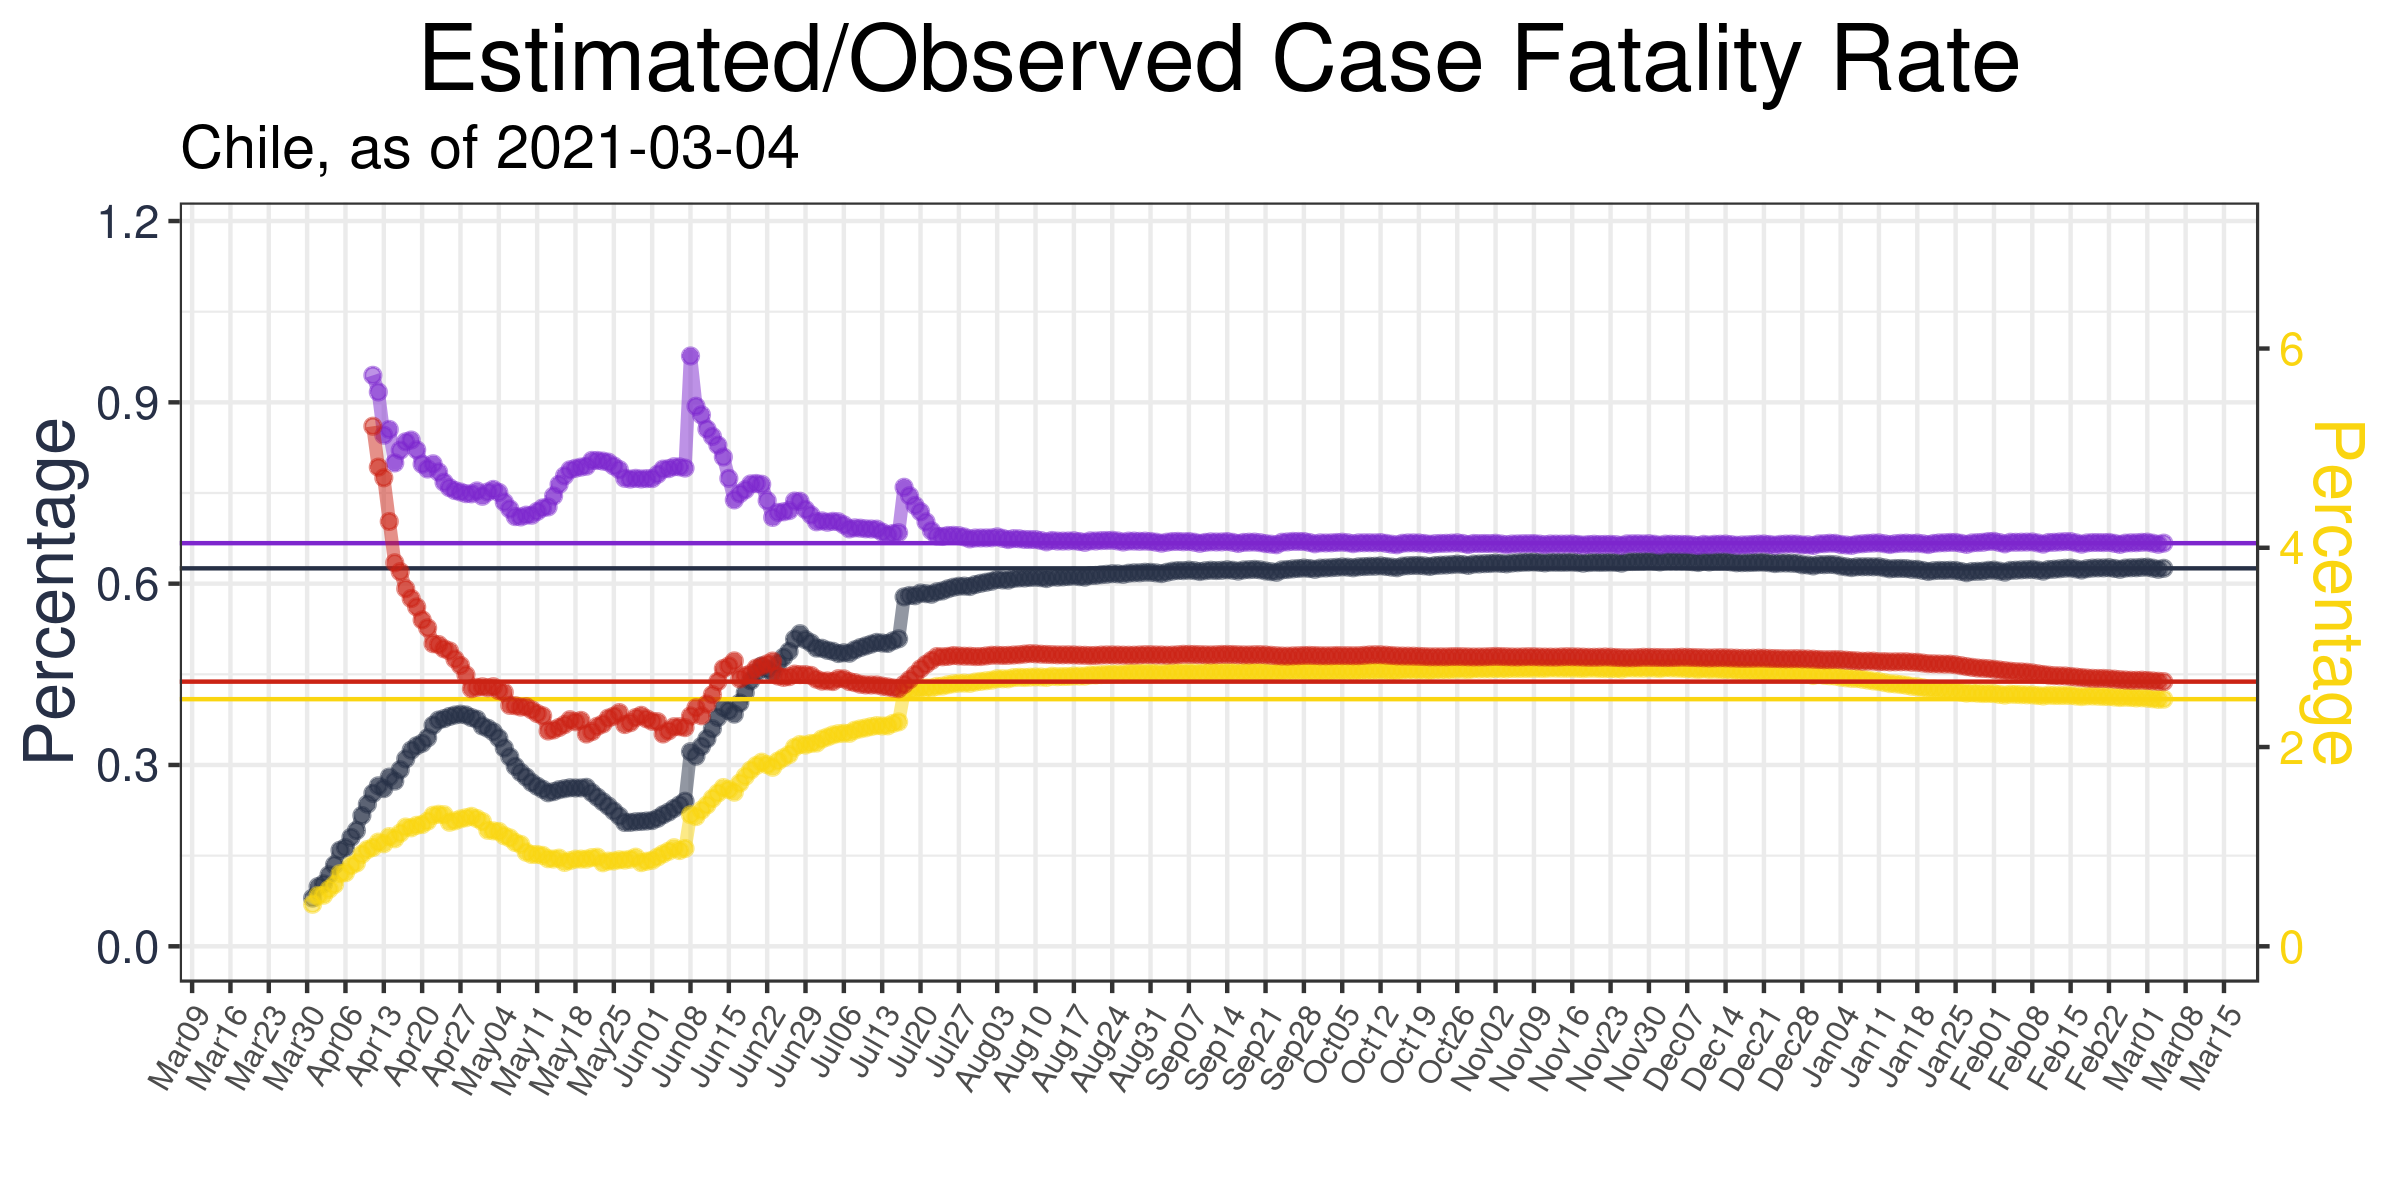 Estimated/Observed Case Fatality Rate
Chile, as of 2021-03-04
Percentage
1.2
0.9
0.6
0.3
0.0
6
4
2
0
Percentage
Mar09 Mar16 Mar23 Mar30 Apr06 Apr13 Apr20 Apr27 May04 May11 May18 May25 Jun01 Jun08 Jun15 Jun22 Jun29 Jul06 Jul13 Jul20 Jul27 Aug03 Aug10 Aug17 Aug24 Aug31 Sep07 Sep14 Sep21 Sep28 Oct05 Oct12 Oct19 Oct26 Nov02 Nov09 Nov16 Nov23 Nov30 Dec07 Dec14 Dec21 Dec28 Jan04 Jan11 Jan18 Jan25 Feb01 Feb08 Feb15 Feb22 Mar01 Mar08 Mar15